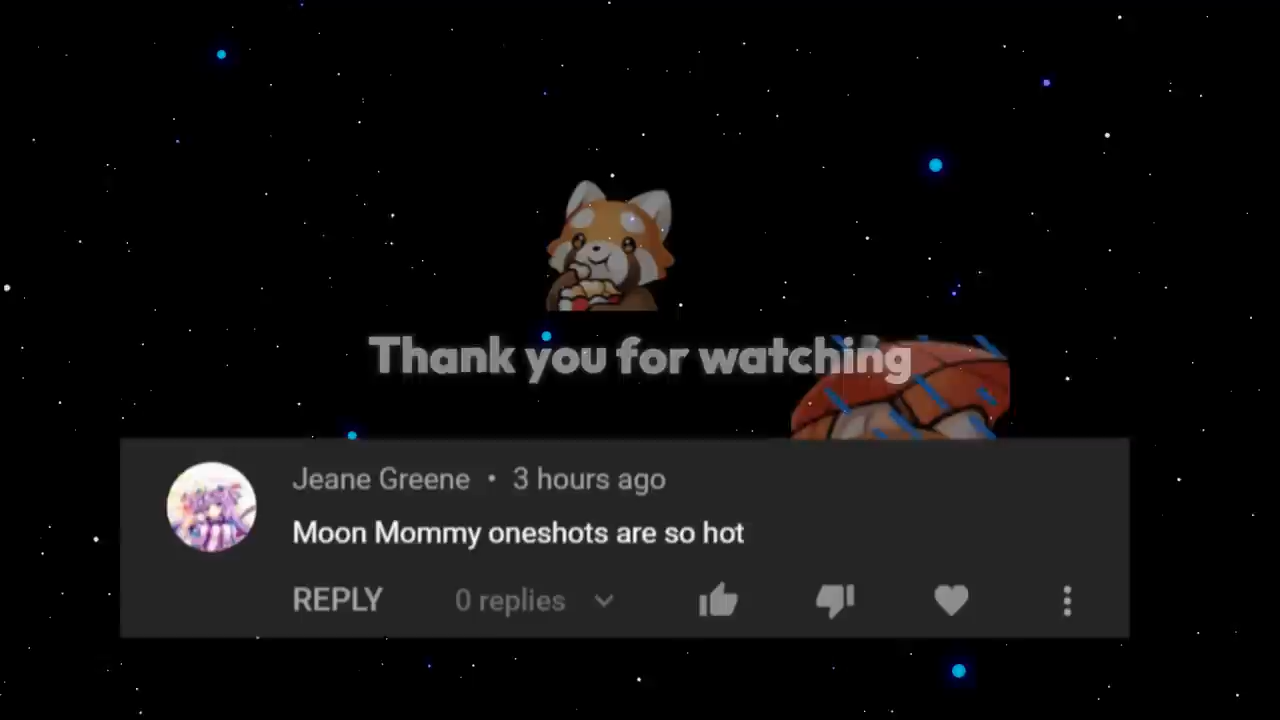 Thank you for watching
Jeane Greene • 3 hours ago
Moon Mommy oneshots are so hot
REPLY 0 replies